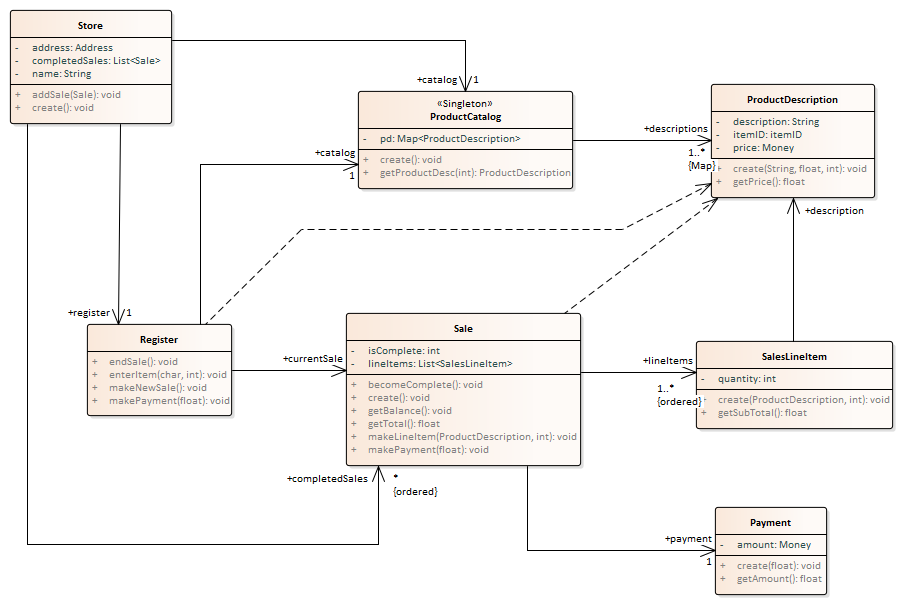 Store
- address: Address
- completedSales: List<Sale>
- name: String
+ addSale(Sale): void
+ create(): void
+catalog
1
«Singleton»
ProductCatalog
- pd: Map<ProductDescription>
+ create(): void
+ getProductDesc(int): ProductDescription
+descriptions
1..*
{Map}
ProductDescription
- description: String
- itemID: itemID
- price: Money
+ create(String, float, int): void
+ getPrice(): float
+catalog
1
+description
+register
1
Register
+ endSale(): void
+ enterItem(char, int): void
+ makeNewSale(): void
+ makePayment(float): void
+currentSale
Sale
- isComplete: int
- lineItems: List<SalesLineItem>
+ becomeComplete(): void
+ create(): void
+ getBalance(): void
+ getTotal(): float
+ makeLineItem(ProductDescription, int): void
+ makePayment(float): void
+lineItems
1..*
{ordered}
SalesLineItem
- quantity: int
+ create(ProductDescription, int): void
+ getSubTotal(): float
+completedSales
*
{ordered}
+payment
1
Payment
- amount: Money
+ create(float): void
+ getAmount(): float